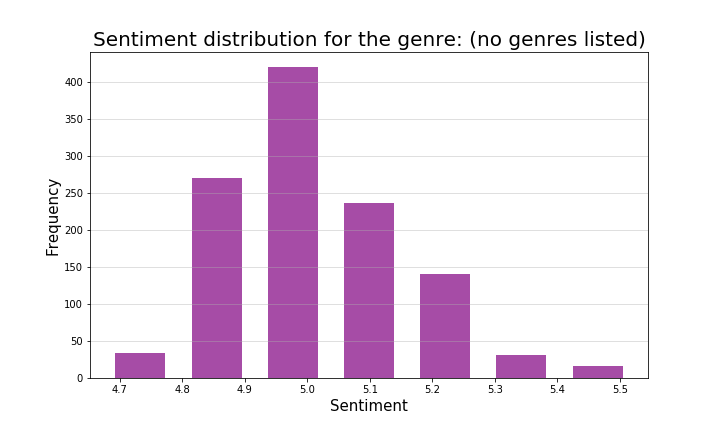 Sentiment distribution for the genre: (no genres listed)
400
350
300
250
200
150
100
50
0
Frequency
4.7 4.8 4.9 5.0 5.1 5.2 5.3 5.4 5.5
Sentiment